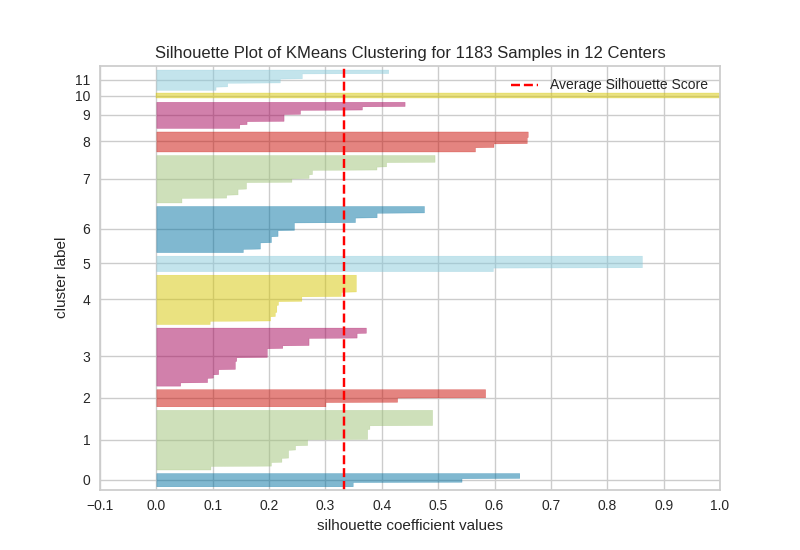 Silhouette Plot of KMeans Clustering for 1183 Samples in 12 Centers
Average Silhouette Score
11
10
9
8
7
6
5
4
3
2
1
0
cluster label
−0.1 0.0 0.1 0.2 0.3 0.4 0.5 0.6 0.7 0.8 0.9 1.0
silhouette coefficient values